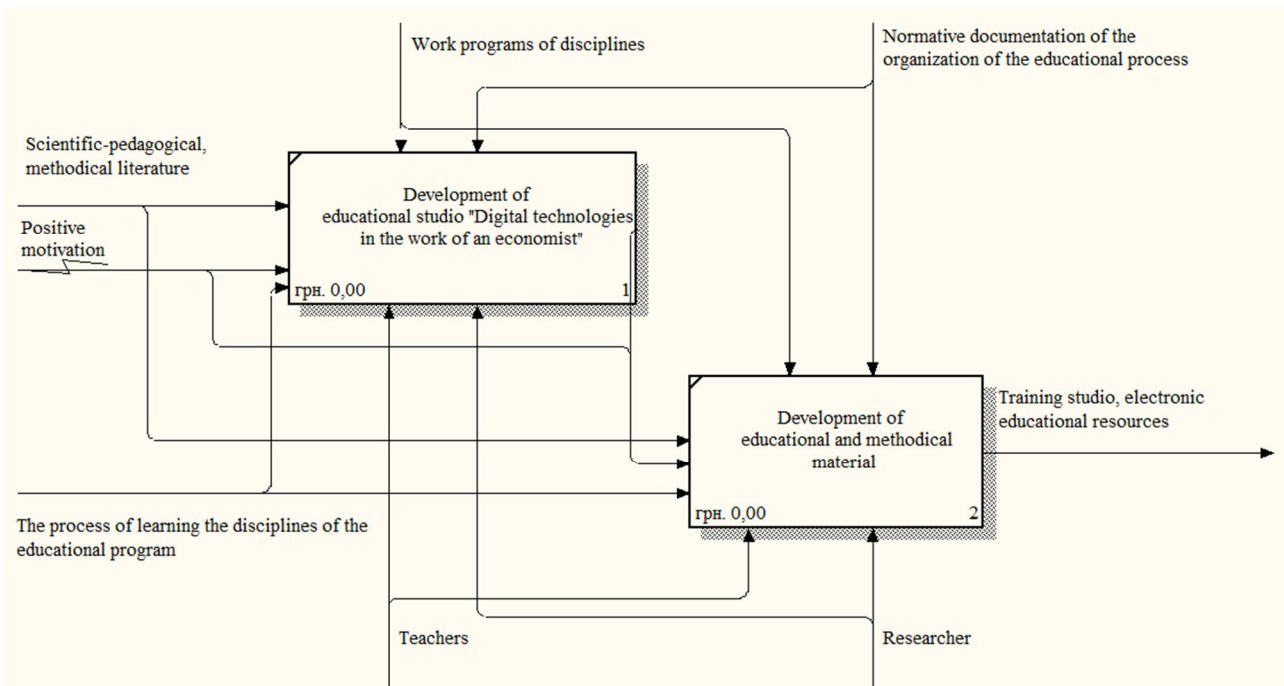 Work programs of disciplines
Normative documentation of the
organization of the educational process
Scientific-pedagogical,
methodical literature
Positive
motivation
Development of
educational studio "Digital technologies
in the work of an economist"
грн. 0,00
1
Development of
educational and methodical
material
грн. 0,00
2
Training studio, electronic
educational resources
The process of learning the disciplines of the
educational program
Teachers
Researcher